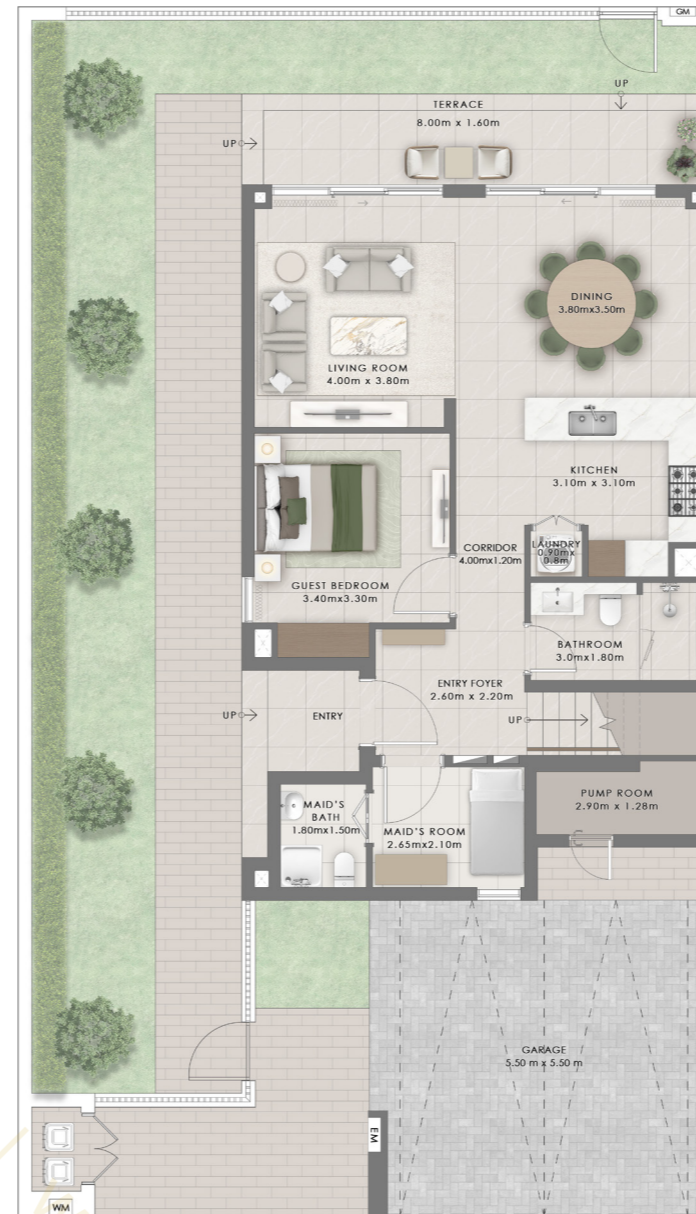 GM
UP
TERRACE
8.00m x 1.60m
UP
DINING
3.80mx3.50m
LIVING ROOM
4.00m x 3.80m
KITCHEN
3.10m x 3.10m
CORRIDOR
4.00mx1.20m
LAUNDRY
0.90mx
0.8m
GUEST BEDROOM
3.40mx3.30m
BATHROOM
3.0mx1.80m
ENTRY FOYER
2.60m x 2.20m
UP
ENTRY
UP
PUMP ROOM
2.90m x 1.28m
MAID'S
BATH
1.80mx1.50m
MAID'S ROOM
2.65mx2.10m
GARAGE
5.50 m x 5.50 m
EM
WM